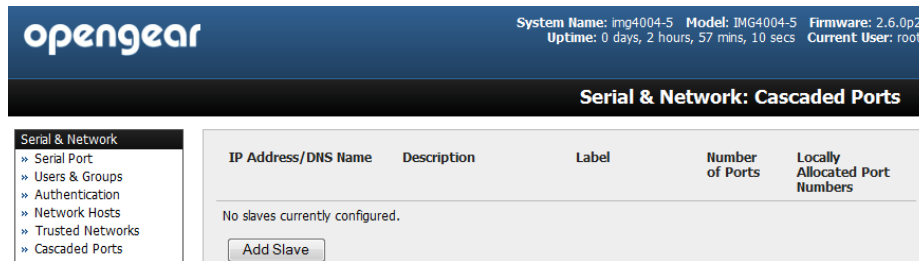 opengear
System Name: img4004-5 Model: IMG4004-5 Firmware: 2.6.0p2
Uptime: 0 days, 2 hours, 57 mins, 10 secs Current User: root
Serial & Network: Cascaded Ports
Serial & Network
» Serial Port
» Users & Groups
» Authentication
» Network Hosts
» Trusted Networks
» Cascaded Ports
IP Address/DNS Name Description Label Number of Ports Locally Allocated Port Numbers
No slaves currently configured.
Add Slave